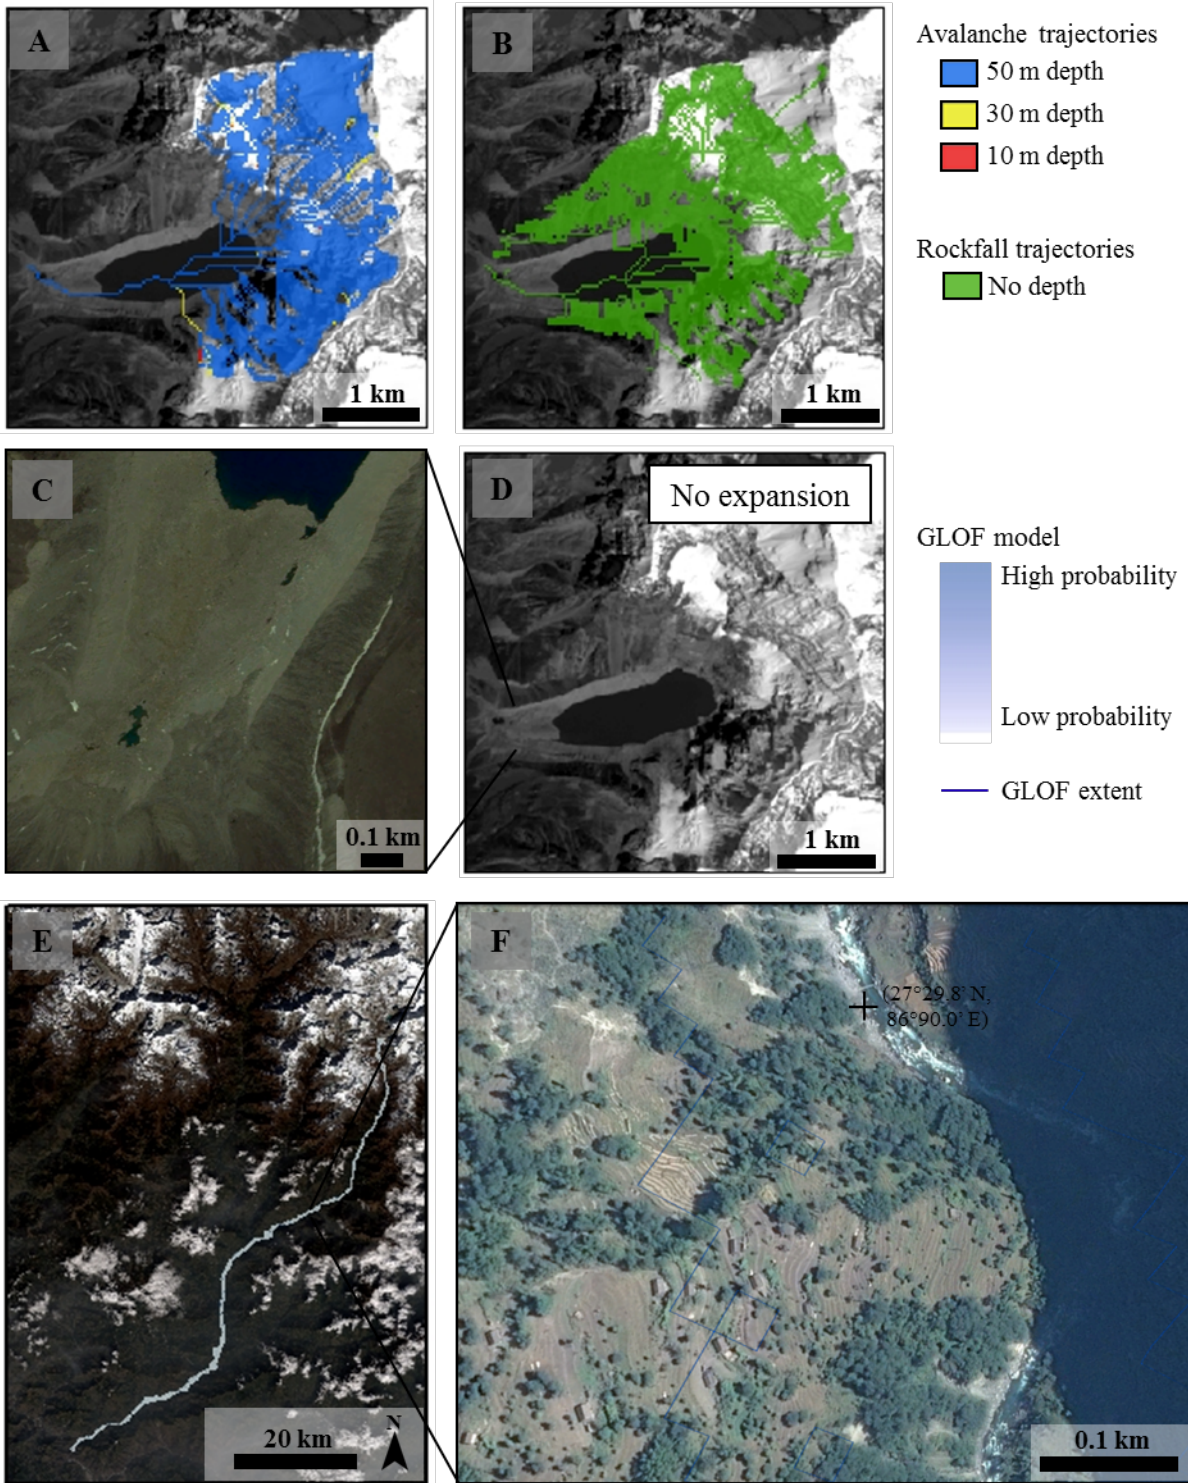 A
B
Avalanche trajectories
50 m depth
30 m depth
10 m depth
Rockfall trajectories
No depth
1 km
1 km
C
D
No expansion
GLOF model
High probability
Low probability
GLOF extent
0.1 km
1 km
E
F
(27°29.8' N,
86°90.0' E)
N
20 km
0.1 km